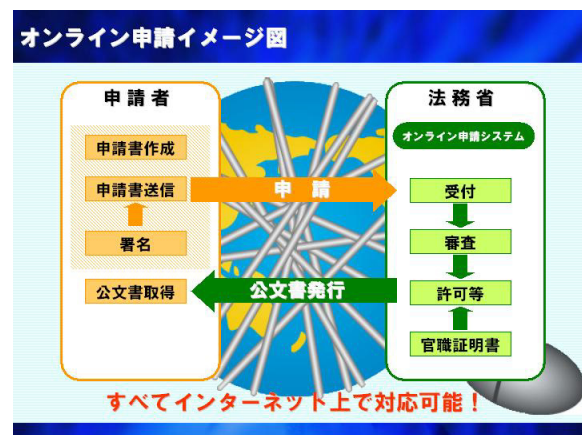 オンライン申請イメージ図
申請者
申請書作成
申請書送信
署名
公文書取得
申請
公文書発行
法務省
オンライン申請システム
受付
審査
許可等
官職証明書
すべてインターネット上で対応可能！